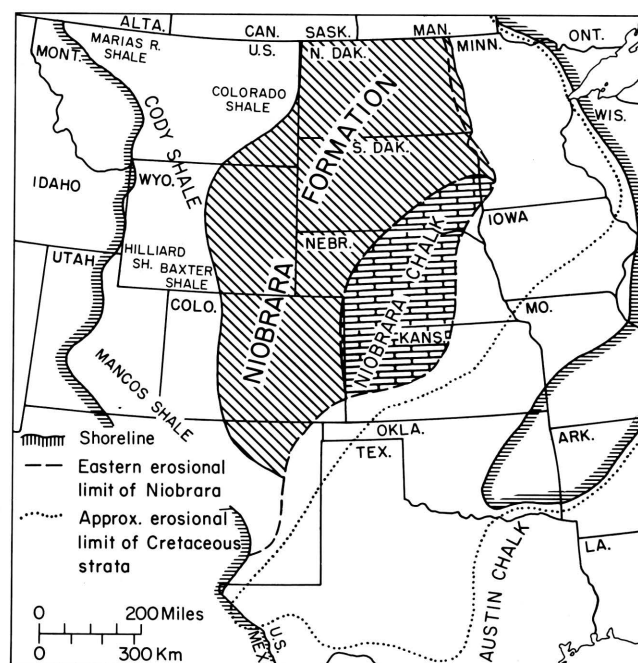 ALTA.
CAN.
SASK.
MAN.
ONT.
MONT.
MARIAS R.
SHALE
U.S.
N. DAK.
MINN.
COLORADO
SHALE
WIS.
CODY SHALE
FORMATION
S. DAK.
IDAHO
WYO.
IOWA
NEBR.
HILLIARD
SH.
BAXTER
SHALE
UTAH
COLO.
NIOBRARA
NIOBRARA CHALK
MO.
KANS.
MANCOS SHALE
OKLA.
TEX.
ARK.
Shoreline
Eastern erosional
limit of Niobrara
Approx. erosional
limit of Cretaceous
strata
LA.
AUSTIN CHALK
U.S.
MEX.
0 200 Miles
0 300 Km